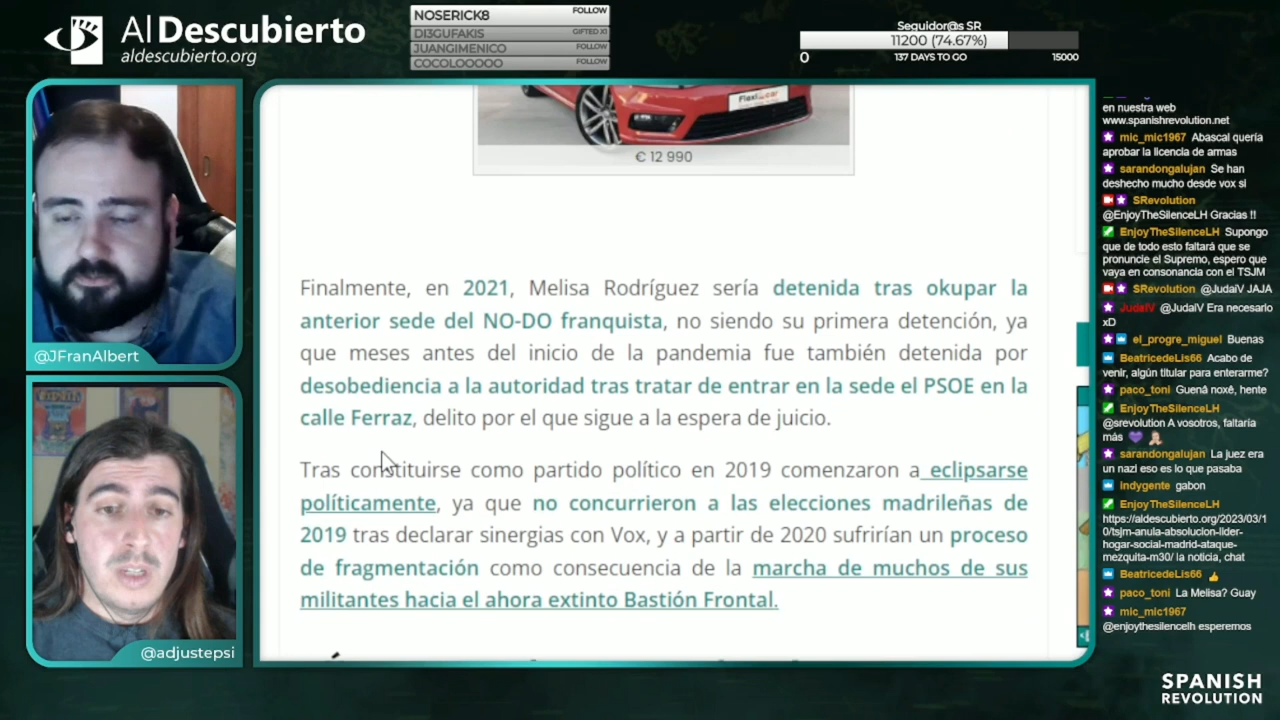 Al Descubierto
aldescubierto.org
NOSERICK8 FOLLOW
DI3GUFAKIS GIFTED X1
JUANGIMENICO FOLLOW
COCOLOOOOO FOLLOW
Seguidor@s SR
11200 (74.67%)
0 137 DAYS TO GO 15000
@JFranAlbert
@adjustepsi
Flexicar
€ 12 990
Finalmente, en 2021, Melisa Rodríguez sería detenida tras okupar la
anterior sede del NO-DO franquista, no siendo su primera detención, ya
que meses antes del inicio de la pandemia fue también detenida por
desobediencia a la autoridad tras tratar de entrar en la sede el PSOE en la
calle Ferraz, delito por el que sigue a la espera de juicio.
Tras constituirse como partido político en 2019 comenzaron a eclipsarse
políticamente, ya que no concurrieron a las elecciones madrileñas de
2019 tras declarar sinergias con Vox, y a partir de 2020 sufrirían un proceso
de fragmentación como consecuencia de la marcha de muchos de sus
militantes hacia el ahora extinto Bastión Frontal.
en nuestra web
www.spanishrevolution.net
mic_mic1967 Abascal quería
aprobar la licencia de armas
sarandongalujan Se han
deshecho mucho desde vox si
SRevolution
@EnjoyTheSilenceLH Gracias !!
EnjoyTheSilenceLH Supongo
que de todo esto faltará que se
pronuncie el Supremo, espero que
vaya en consonancia con el TSJM
SRevolution @JudaiV JAJA
JudaiV @JudaiV Era necesario
xD
el_progre_miguel Buenas
BeatricedeLis66 Acabo de
venir, algún titular para enterarme?
paco_toni Guenâ noxê, hente
EnjoyTheSilenceLH
@srevolution A vosotros, faltaría
más
sarandongalujan La juez era
un nazi eso es lo que pasaba
Indygente gabon
EnjoyTheSilenceLH
https://aldescubierto.org/2023/03/1
0/tsjm-anula-absolucion-lider-
hogar-social-madrid-ataque-
mezquita-m30/ la noticia, chat
BeatricedeLis66
paco_toni La Melisa? Guay
mic_mic1967
@enjoythesilencelh esperemos
SPANISH
REVOLUTION